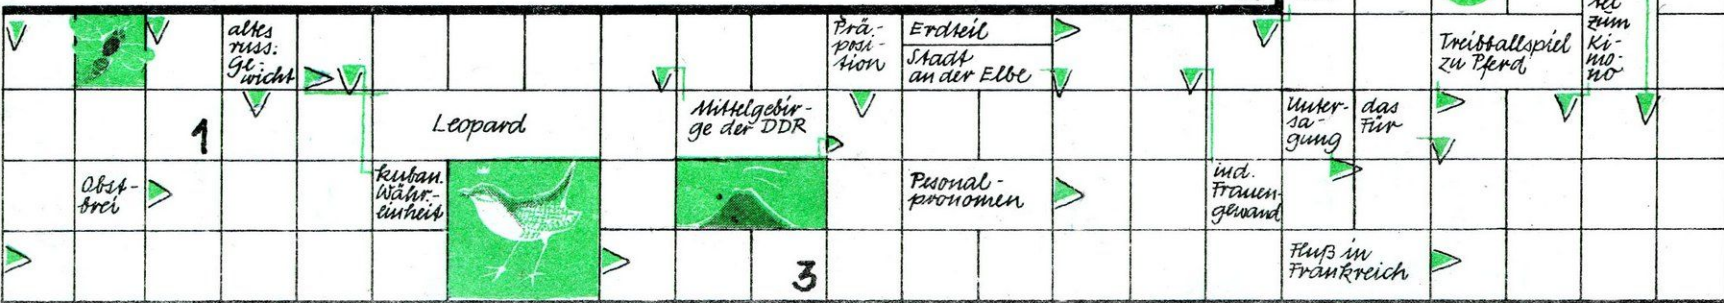 altes
russ.
Ge-
wicht
Prä-
posi-
tion
Erdteil
Stadt
an der Elbe
zum
Ki-
mo-
no
Treibballspiel
zu Pferd
1
Leopard
Mittelgebir-
ge der DDR
Unter-
sa-
gung
das
Für
Obst-
brei
kuban.
Währ.-
einheit
Pesonal-
pronomen
ind.
Frauen-
gewand
3
Fluß in
Frankreich